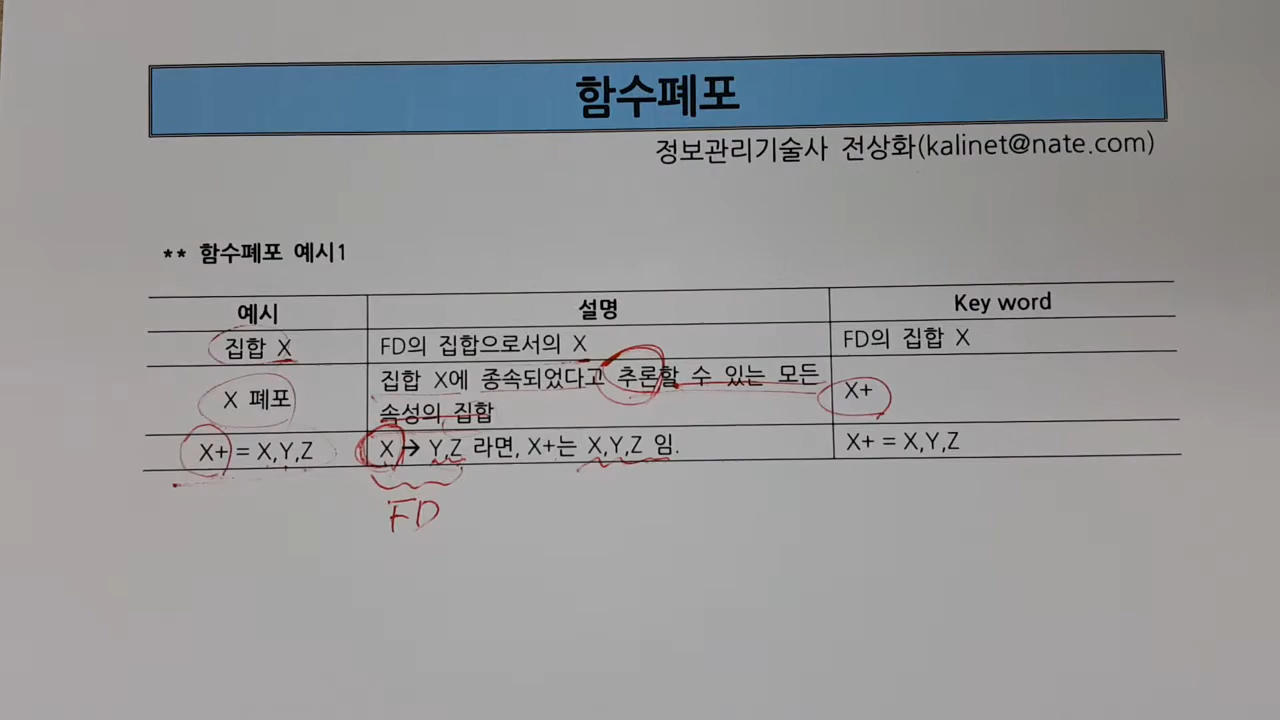 함수폐포
정보관리기술사 전상화(kalinet@nate.com)
** 함수폐포 예시1
예시 설명 Key word
집합 X FD의 집합으로서의 X FD의 집합 X
X 폐포 집합 X에 종속되었다고 추론할 수 있는 모든 X+
속성의 집합
X+ = X,Y,Z X → Y,Z 라면, X+는 X,Y,Z 임. X+ = X,Y,Z
FD